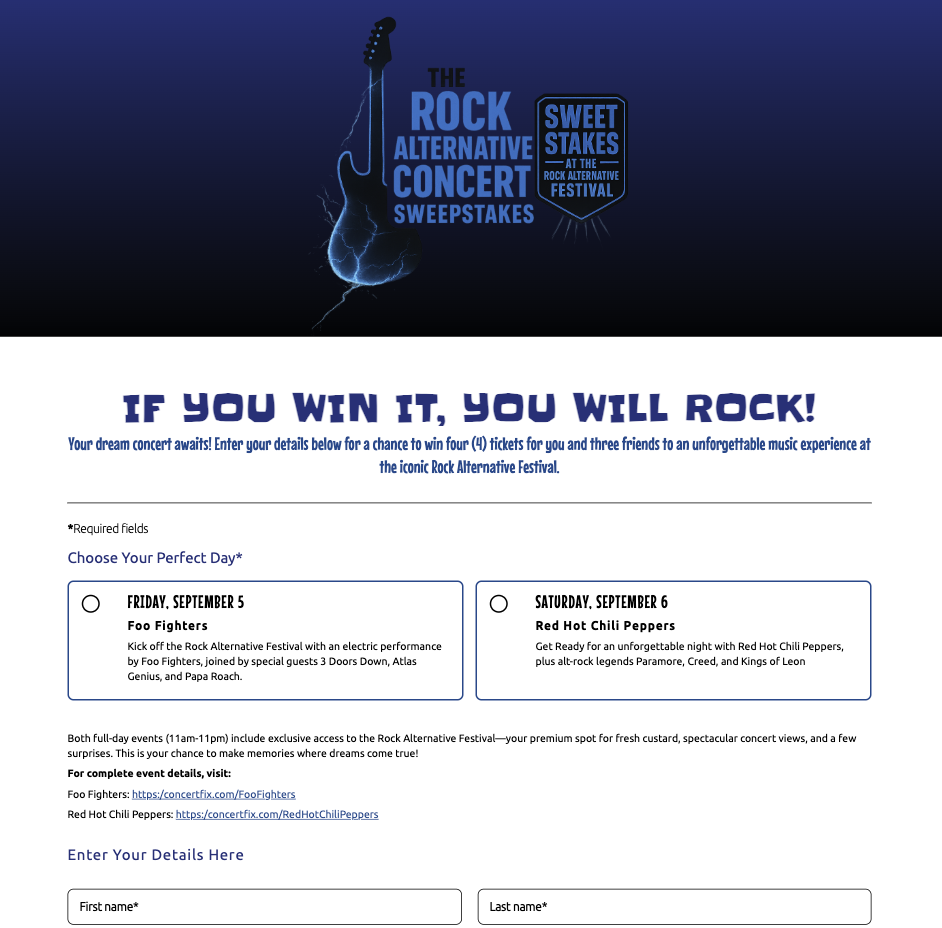 THE
ROCK
ALTERNATIVE
CONCERT
SWEEPSTAKES
SWEET
STAKES
AT THE
ROCK ALTERNATIVE
FESTIVAL
IF YOU WIN IT, YOU WILL ROCK!
Your dream concert awaits! Enter your details below for a chance to win four (4) tickets for you and three friends to an unforgettable music experience at
the iconic Rock Alternative Festival.
*Required fields
Choose Your Perfect Day*
FRIDAY, SEPTEMBER 5
Foo Fighters
Kick off the Rock Alternative Festival with an electric performance
by Foo Fighters, joined by special guests 3 Doors Down, Atlas
Genius, and Papa Roach.
SATURDAY, SEPTEMBER 6
Red Hot Chili Peppers
Get Ready for an unforgettable night with Red Hot Chili Peppers,
plus alt-rock legends Paramore, Creed, and Kings of Leon
Both full-day events (11am-11pm) include exclusive access to the Rock Alternative Festival—your premium spot for fresh custard, spectacular concert views, and a few
surprises. This is your chance to make memories where dreams come true!
For complete event details, visit:
Foo Fighters: https:/concertfix.com/FooFighters
Red Hot Chili Peppers: https:/concertfix.com/RedHotChiliPeppers
Enter Your Details Here
First name*
Last name*